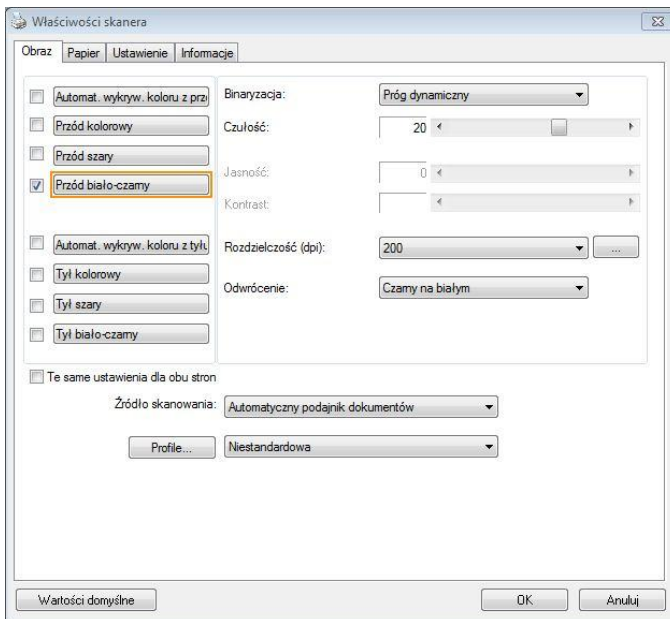 Właściwości skanera
Obraz Papier Ustawienie Informacje
Automat. wykryw. koloru z prz
Przód kolorowy
Przód szary
Przód biało-czarny
Automat. wykryw. koloru z tyłu
Tył kolorowy
Tył szary
Tył biało-czarny
Binaryzacja: Próg dynamiczny
Czułość: 20
Jasność: 0
Kontrast:
Rozdzielczość (dpi): 200 ...
Odwrócenie: Czarny na białym
Te same ustawienia dla obu stron
Źródło skanowania: Automatyczny podajnik dokumentów
Profile... Niestandardowa
Wartości domyślne OK Anuluj